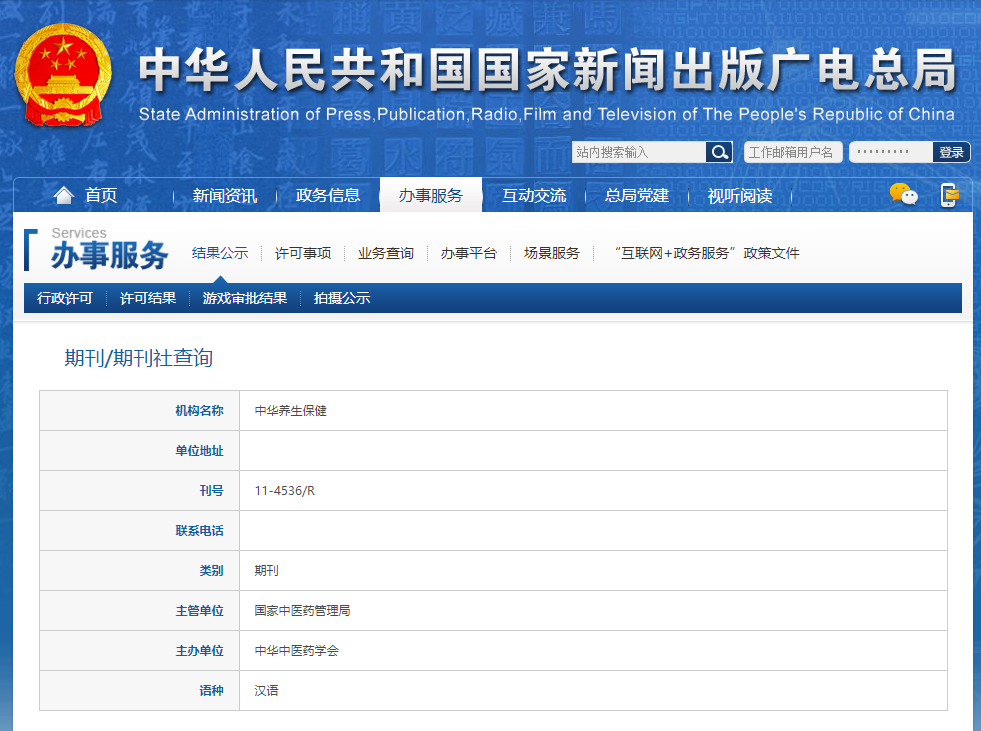 中华人民共和国国家新闻出版广电总局
State Administration of Press,Publication,Radio,Film and Television of The People's Republic of China
站内搜索输入 工作邮箱用户名 ········· 登录
首页 新闻资讯 政务信息 办事服务 互动交流 总局党建 视听阅读
Services
办事服务 结果公示 许可事项 业务查询 办事平台 场景服务 “互联网+政务服务”政策文件
行政许可 许可结果 游戏审批结果 拍摄公示
期刊/期刊社查询
机构名称 中华养生保健
单位地址
刊号 11-4536/R
联系电话
类别 期刊
主管单位 国家中医药管理局
主办单位 中华中医药学会
语种 汉语